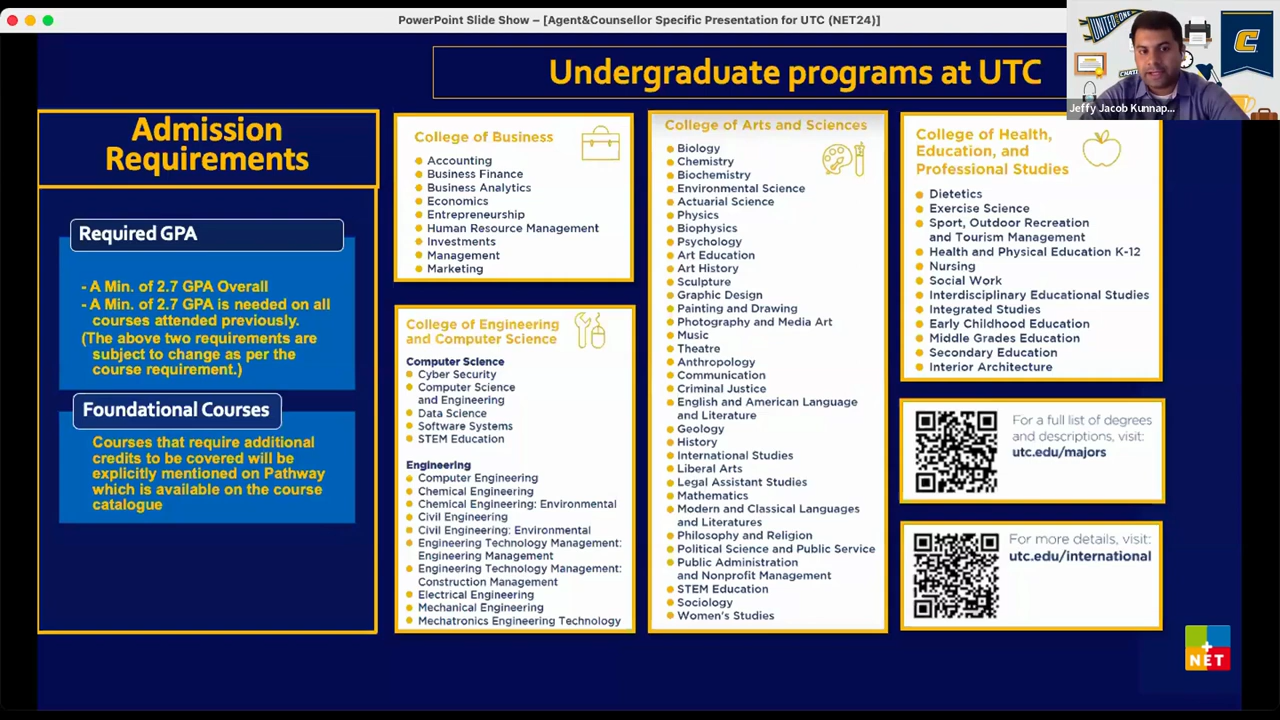 PowerPoint Slide Show – [Agent&Counsellor Specific Presentation for UTC (NET24)]
UNITED AS ONE
C
Jeffy Jacob Kunnap...
Undergraduate programs at UTC
Admission
Requirements
Required GPA
- A Min. of 2.7 GPA Overall
- A Min. of 2.7 GPA is needed on all
courses attended previously.
(The above two requirements are
subject to change as per the
course requirement.)
Foundational Courses
Courses that require additional
credits to be covered will be
explicitly mentioned on Pathway
which is available on the course
catalogue
College of Business
Accounting
Business Finance
Business Analytics
Economics
Entrepreneurship
Human Resource Management
Investments
Management
Marketing
College of Engineering
and Computer Science
Computer Science
Cyber Security
Computer Science
and Engineering
Data Science
Software Systems
STEM Education
Engineering
Computer Engineering
Chemical Engineering
Chemical Engineering: Environmental
Civil Engineering
Civil Engineering: Environmental
Engineering Technology Management:
Engineering Management
Engineering Technology Management:
Construction Management
Electrical Engineering
Mechanical Engineering
Mechatronics Engineering Technology
College of Arts and Sciences
Biology
Chemistry
Biochemistry
Environmental Science
Actuarial Science
Physics
Biophysics
Psychology
Art Education
Art History
Sculpture
Graphic Design
Painting and Drawing
Photography and Media Art
Music
Theatre
Anthropology
Communication
Criminal Justice
English and American Language
and Literature
Geology
History
International Studies
Liberal Arts
Legal Assistant Studies
Mathematics
Modern and Classical Languages
and Literatures
Philosophy and Religion
Political Science and Public Service
Public Administration
and Nonprofit Management
STEM Education
Sociology
Women's Studies
College of Health,
Education, and
Professional Studies
Dietetics
Exercise Science
Sport, Outdoor Recreation
and Tourism Management
Health and Physical Education K-12
Nursing
Social Work
Interdisciplinary Educational Studies
Integrated Studies
Early Childhood Education
Middle Grades Education
Secondary Education
Interior Architecture
For a full list of degrees
and descriptions, visit:
utc.edu/majors
For more details, visit:
utc.edu/international
NET